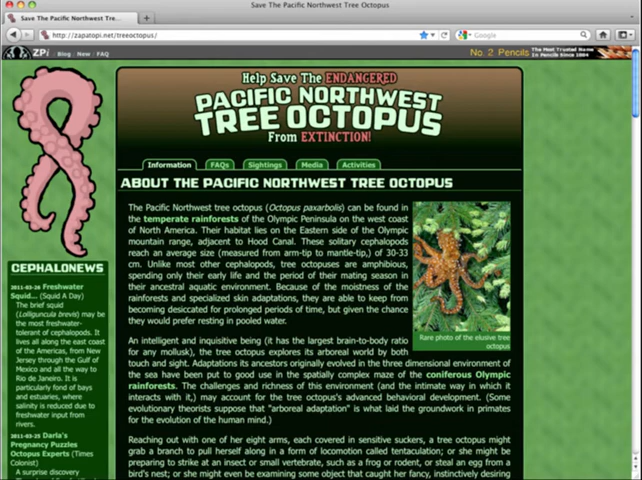 Save The Pacific Northwest Tree Octopus
Save The Pacific Northwest Tre...
http://zapatopi.net/treeoctopus/
Google
ZPi Blog New FAQ
No. 2 Pencils The Most Trusted Name In Pencils Since 1884
Help Save The ENDANGERED
PACIFIC NORTHWEST
TREE OCTOPUS
From EXTINCTION!
Information FAQs Sightings Media Activities
ABOUT THE PACIFIC NORTHWEST TREE OCTOPUS
The Pacific Northwest tree octopus (Octopus paxarbolis) can be found in
the temperate rainforests of the Olympic Peninsula on the west coast
of North America. Their habitat lies on the Eastern side of the Olympic
mountain range, adjacent to Hood Canal. These solitary cephalopods
reach an average size (measured from arm-tip to mantle-tip,) of 30-33
cm. Unlike most other cephalopods, tree octopuses are amphibious,
spending only their early life and the period of their mating season in
their ancestral aquatic environment. Because of the moistness of the
rainforests and specialized skin adaptations, they are able to keep from
becoming desiccated for prolonged periods of time, but given the chance
they would prefer resting in pooled water.
Rare photo of the elusive tree
octopus
An intelligent and inquisitive being (it has the largest brain-to-body ratio
for any mollusk), the tree octopus explores its arboreal world by both
touch and sight. Adaptations its ancestors originally evolved in the three dimensional environment of
the sea have been put to good use in the spatially complex maze of the coniferous Olympic
rainforests. The challenges and richness of this environment (and the intimate way in which it
interacts with it,) may account for the tree octopus's advanced behavioral development. (Some
evolutionary theorists suppose that "arboreal adaptation" is what laid the groundwork in primates
for the evolution of the human mind.)
Reaching out with one of her eight arms, each covered in sensitive suckers, a tree octopus might
grab a branch to pull herself along in a form of locomotion called tentaculation; or she might be
preparing to strike at an insect or small vertebrate, such as a frog or rodent, or steal an egg from a
bird's nest; or she might even be examining some object that caught her fancy, instinctively desiring
CEPHALONEWS
2011-03-26 Freshwater
Squid... (Squid A Day)
The brief squid
(Lolliguncula brevis) may
be the most freshwater-
tolerant of cephalopods. It
lives all along the east coast
of the Americas, from New
Jersey through the Gulf of
Mexico and all the way to
Rio de Janeiro. It is
particularly fond of bays
and estuaries, where
salinity is reduced due to
freshwater input from
rivers.
2011-03-25 Darla's
Pregnancy Puzzles
Octopus Experts (Times
Colonist)
A surprise discovery